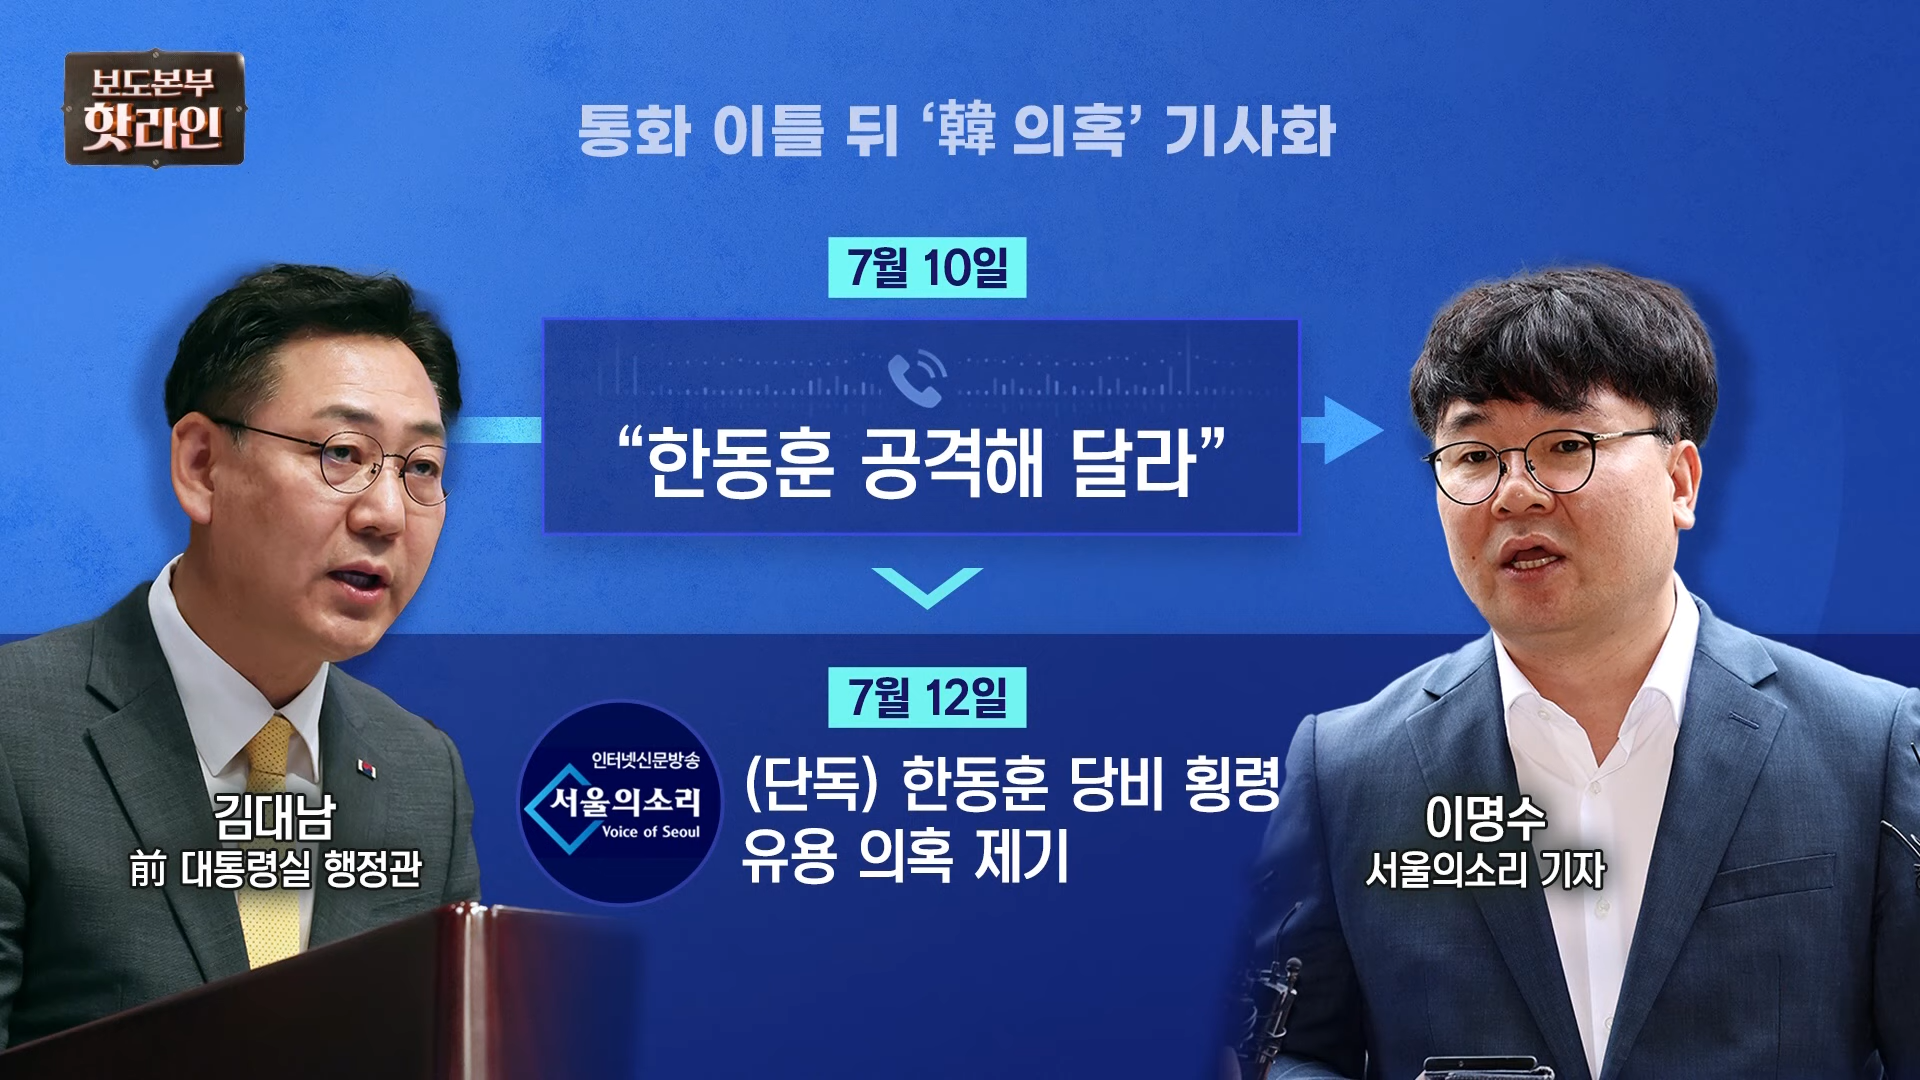 보도본부
핫라인
통화 이틀 뒤 ‘韓 의혹’ 기사화
7월 10일
“한동훈 공격해 달라”
7월 12일
인터넷신문방송
서울의소리
Voice of Seoul
(단독) 한동훈 당비 횡령
유용 의혹 제기
김대남
前 대통령실 행정관
이명수
서울의소리 기자